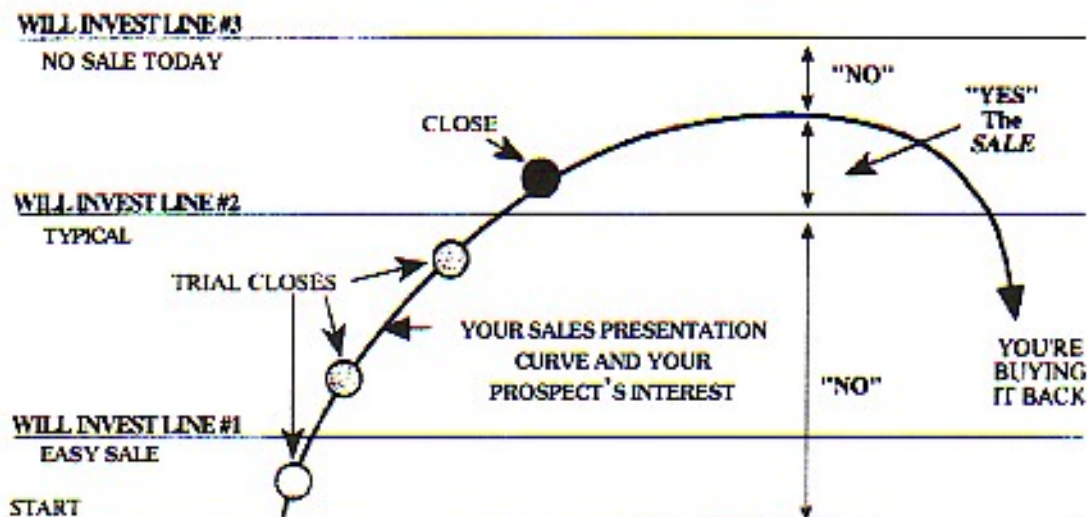 WILL INVEST LINE #3
NO SALE TODAY
"NO"
"YES"
The
SALE
CLOSE
WILL INVEST LINE #2
TYPICAL
TRIAL CLOSES
YOUR SALES PRESENTATION
CURVE AND YOUR
PROSPECT'S INTEREST
"NO"
YOU'RE
BUYING
IT BACK
WILL INVEST LINE #1
EASY SALE
START